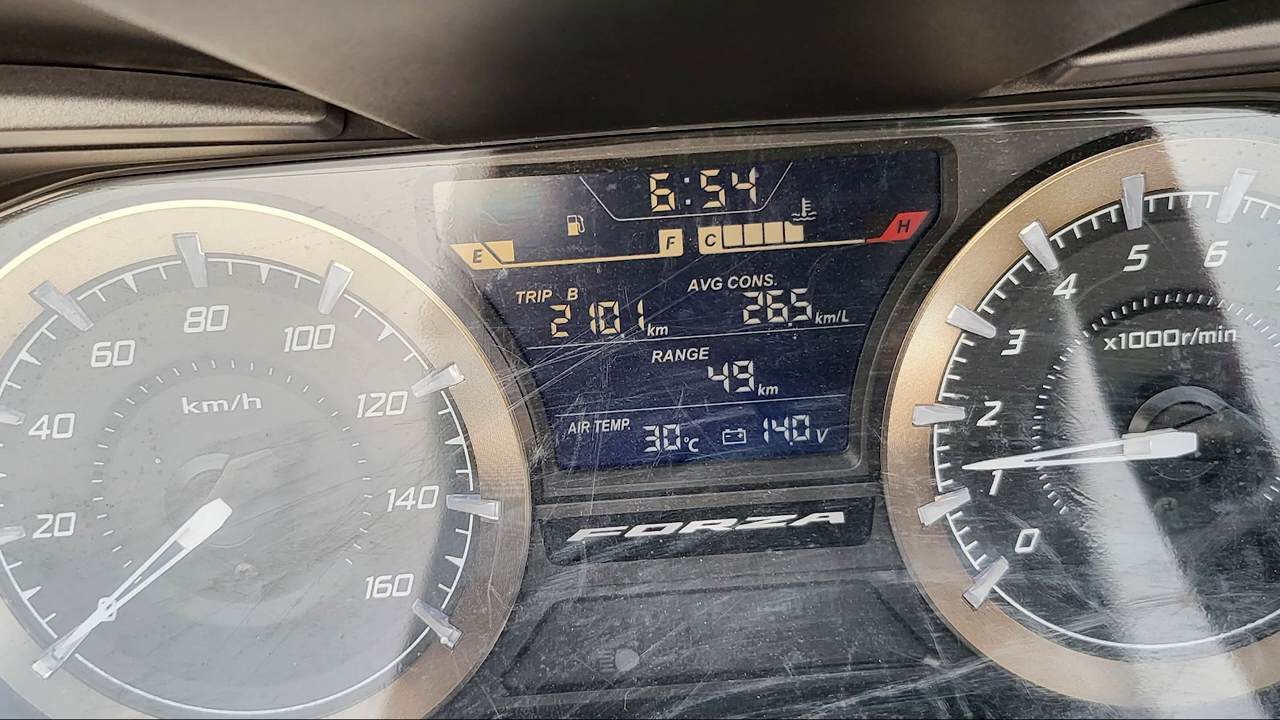 6:54
E F C H
TRIP B AVG CONS.
2101 km 26.5 km/L
RANGE
49 km
AIR TEMP. 30°C 14.0 V
FORZA
20
40
60
80
100
120
140
160
km/h
0
1
2
3
4
5
6
x1000r/min